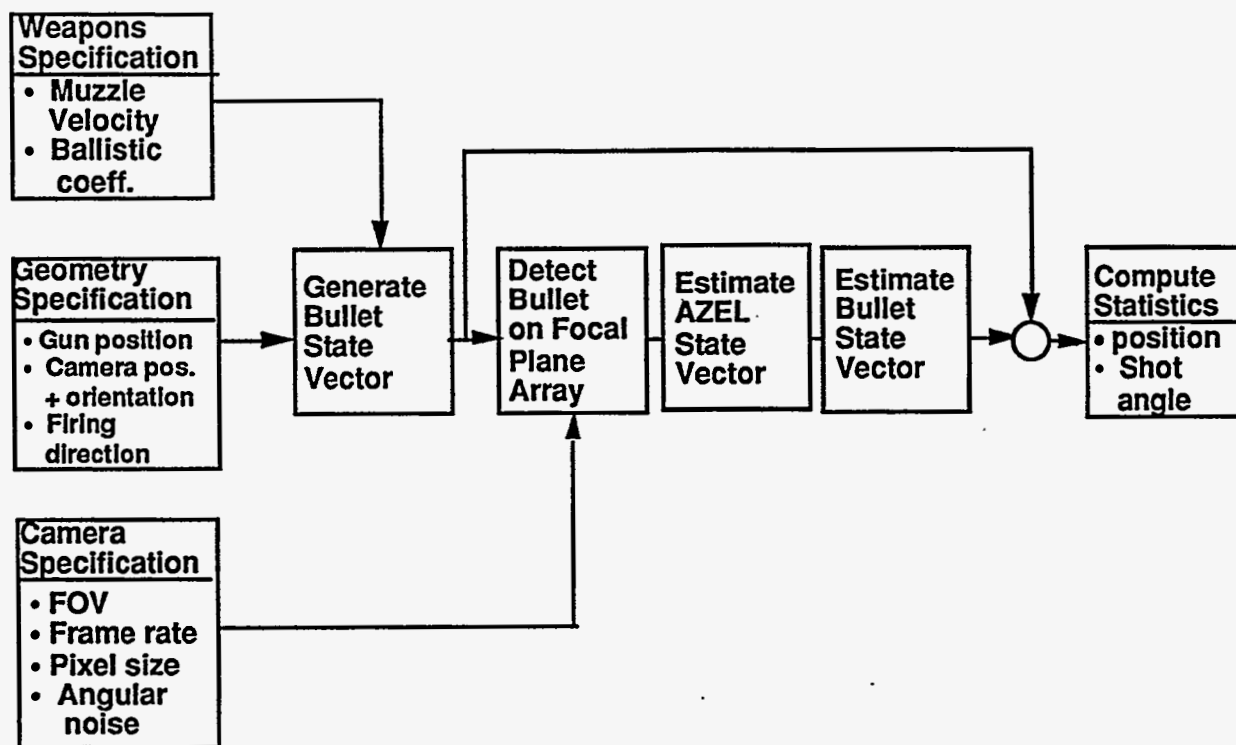 Weapons
Specification
• Muzzle
Velocity
• Ballistic
coeff.
Geometry
Specification
• Gun position
• Camera pos.
+ orientation
• Firing
direction
Camera
Specification
• FOV
• Frame rate
• Pixel size
• Angular
noise
Generate
Bullet
State
Vector
Detect
Bullet
on Focal
Plane
Array
Estimate
AZEL
State
Vector
Estimate
Bullet
State
Vector
Compute
Statistics
• position
• Shot
angle